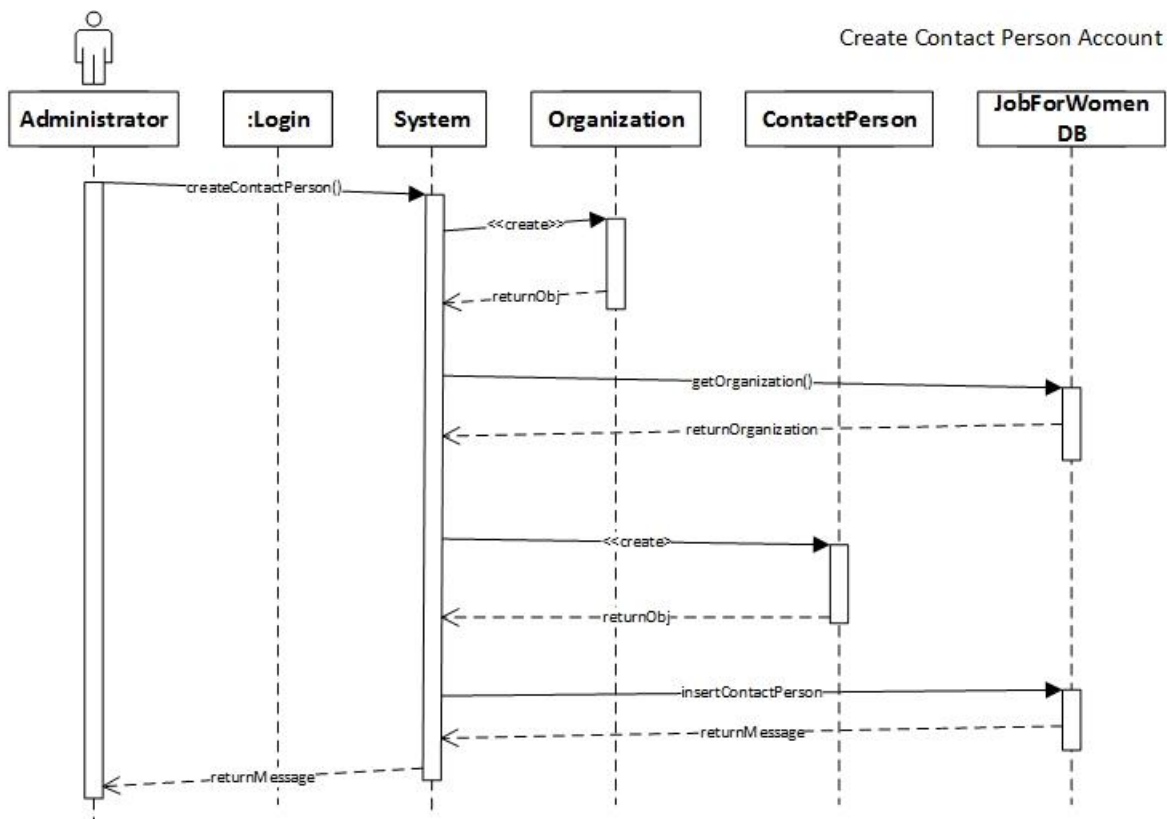 Create Contact Person Account
Administrator
:Login
System
Organization
ContactPerson
JobForWomen
DB
createContactPerson()
<<create>>
returnObj
getOrganization()
returnOrganization
<<create>
returnObj
insertContactPerson
returnMessage
returnMessage